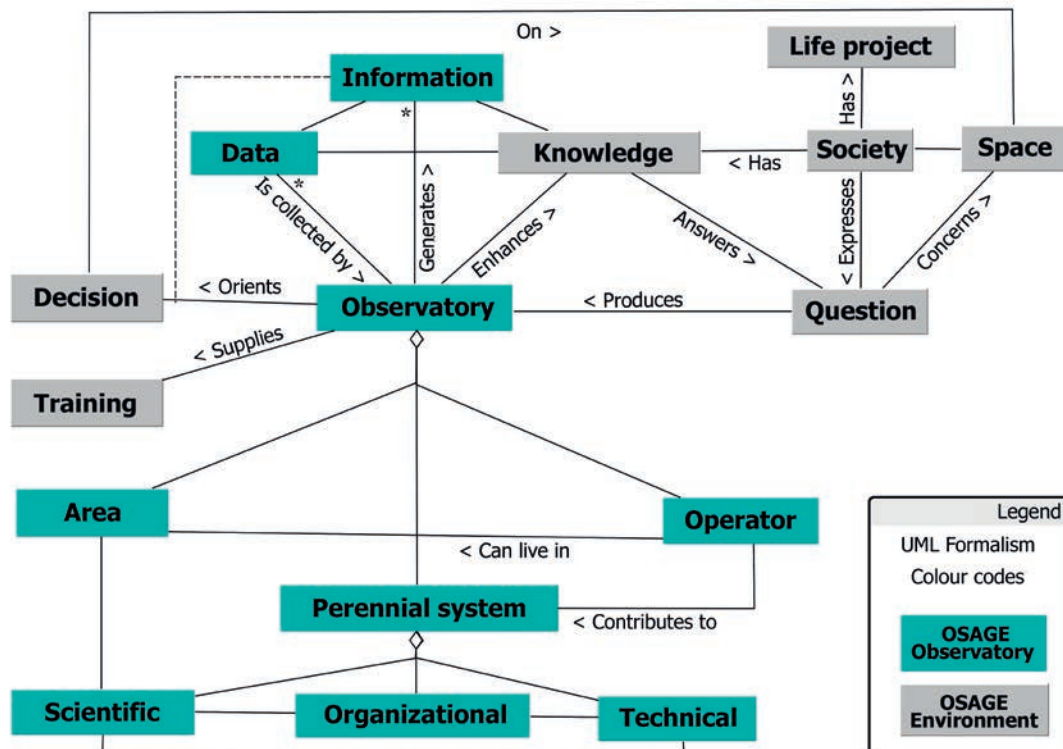 On >
Life project
Information
Has >
*
Data
Knowledge
< Has
Society
Space
*
Is collected by >
Generates >
Enhances >
Answers >
< Expresses
Concerns >
Decision
< Orients
Observatory
< Produces
Question
< Supplies
Training
Area
Operator
< Can live in
Legend
UML Formalism
Colour codes
Perennial system
< Contributes to
OSAGE
Observatory
Scientific
Organizational
Technical
OSAGE
Environment